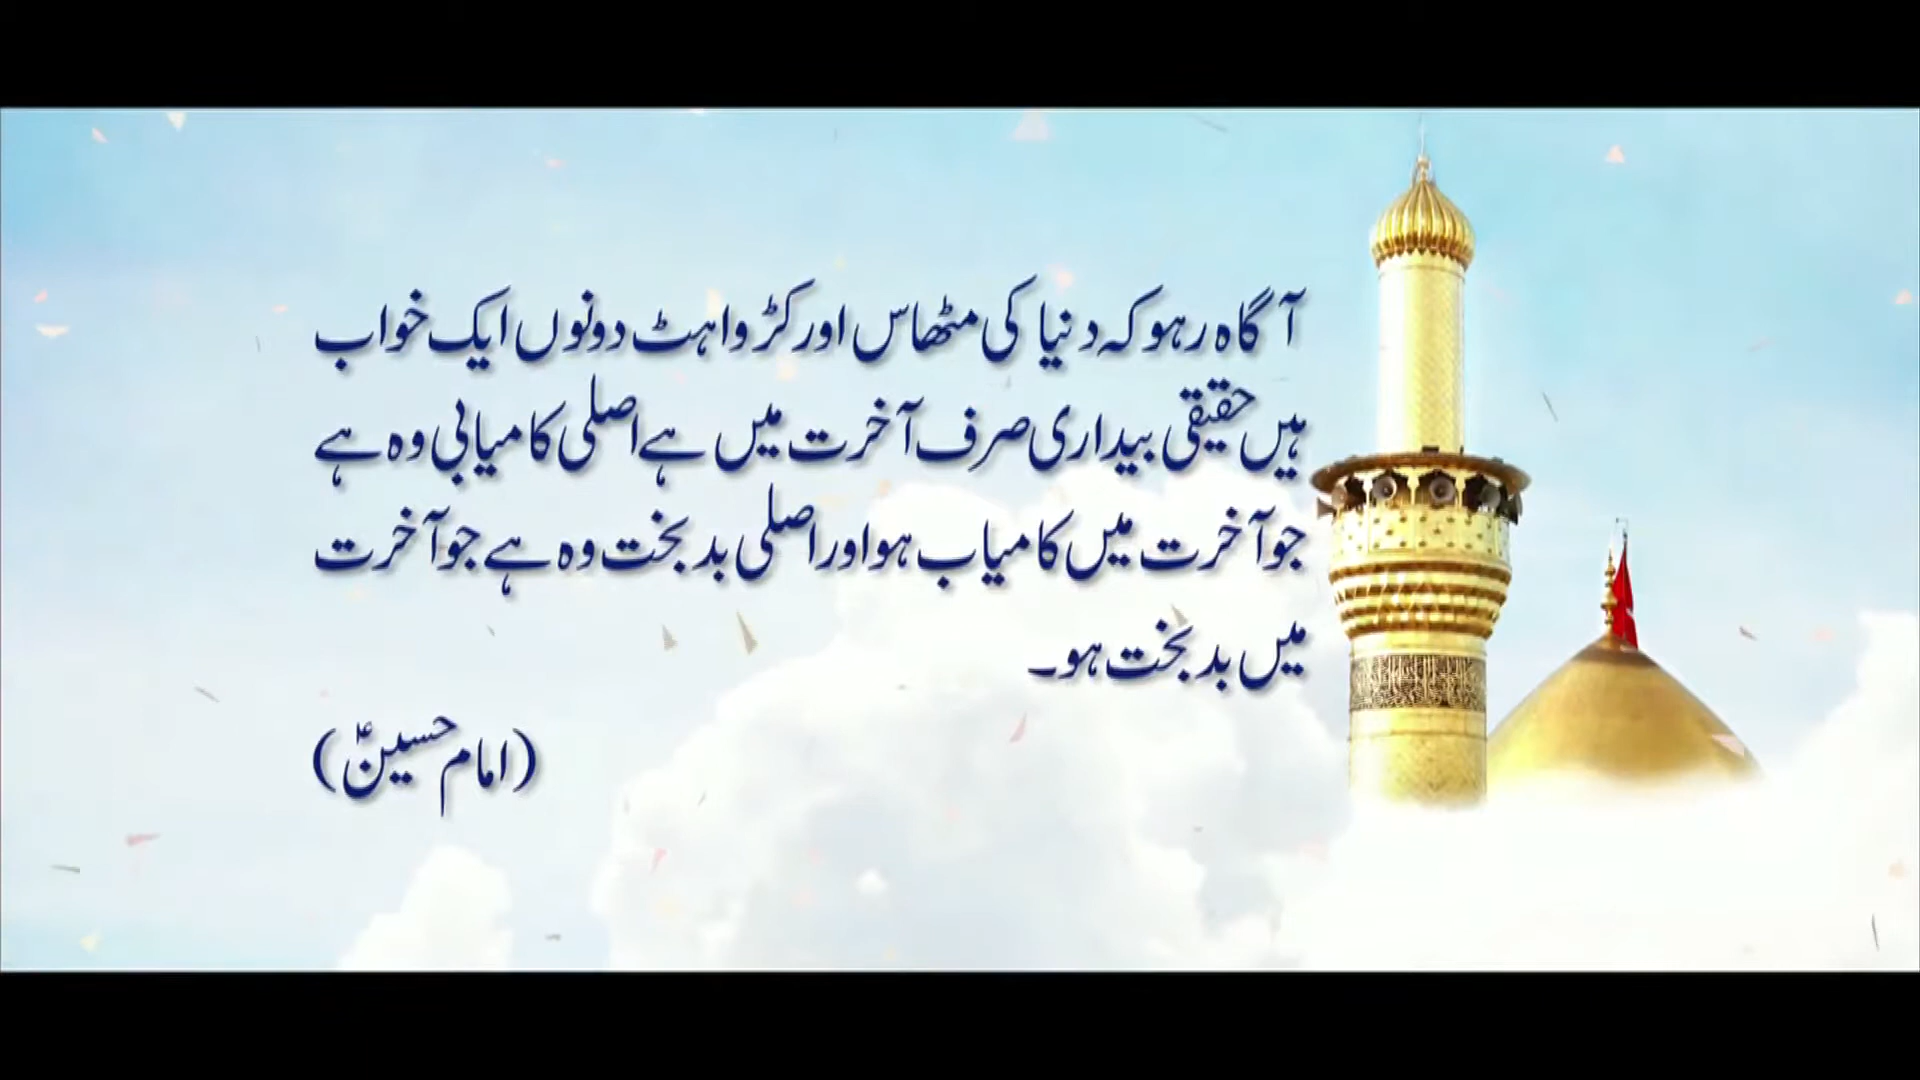 آگاہ رہو کہ دنیا کی مٹھاس اور کڑواہٹ دونوں ایک خواب
ہیں حقیقی بیداری صرف آخرت میں ہے اصلی کامیابی وہ ہے
جو آخرت میں کامیاب ہو اور اصلی بدبخت وہ ہے جو آخرت
میں بدبخت ہو۔
(امام حسینؑ)